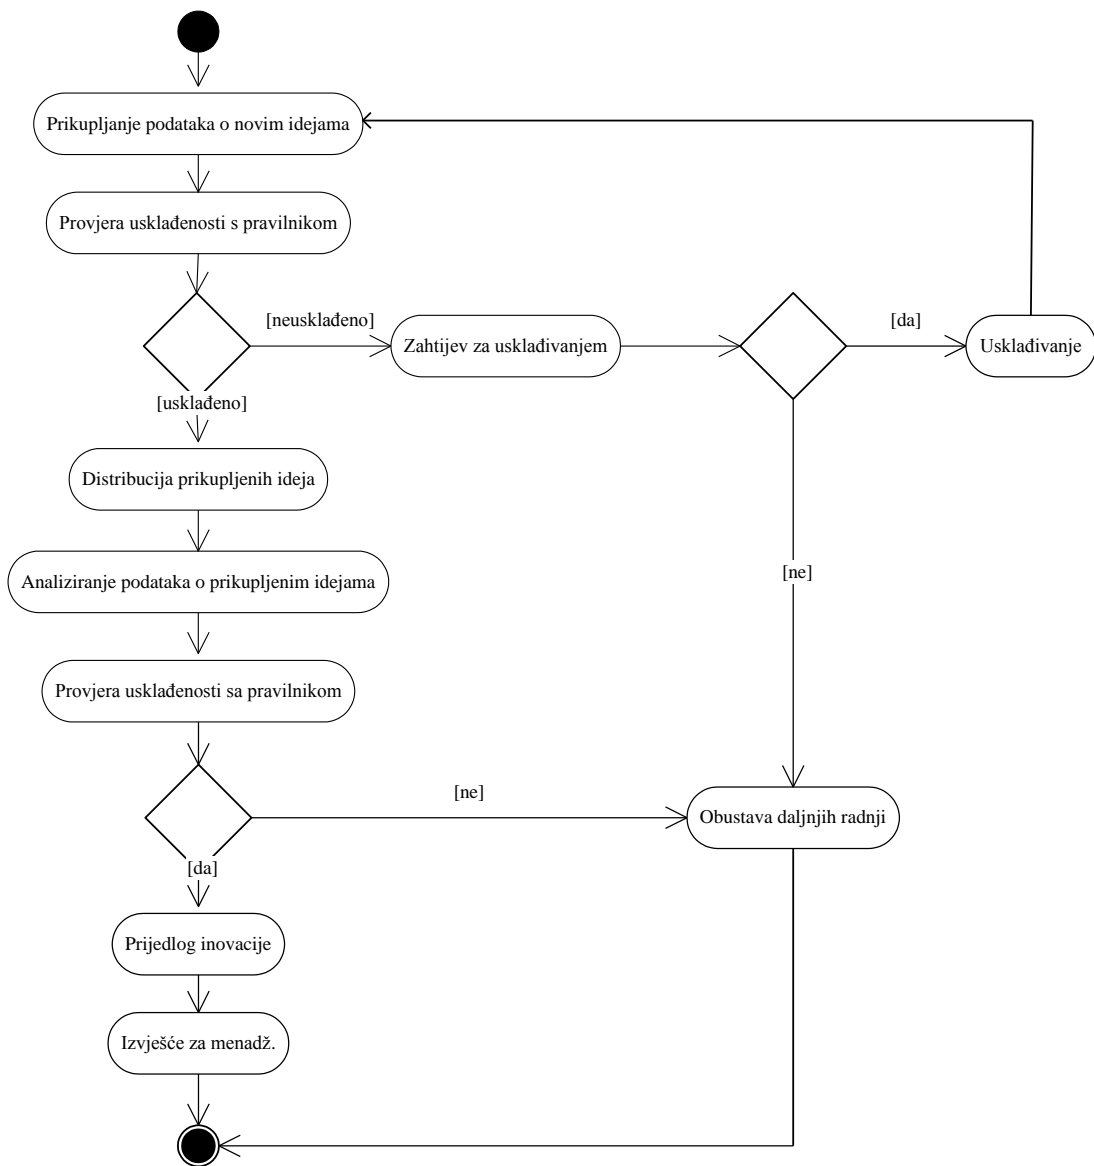 Prikupljanje podataka o novim idejama
Provjera usklađenosti s pravilnikom
[neusklađeno]
[da]
Zahtijev za usklađivanjem
Usklađivanje
[usklađeno]
Distribucija prikupljenih ideja
[ne]
Analiziranje podataka o prikupljenim idejama
Provjera usklađenosti sa pravilnikom
[ne]
Obustava daljnjih radnji
[da]
Prijedlog inovacije
Izvješće za menadž.